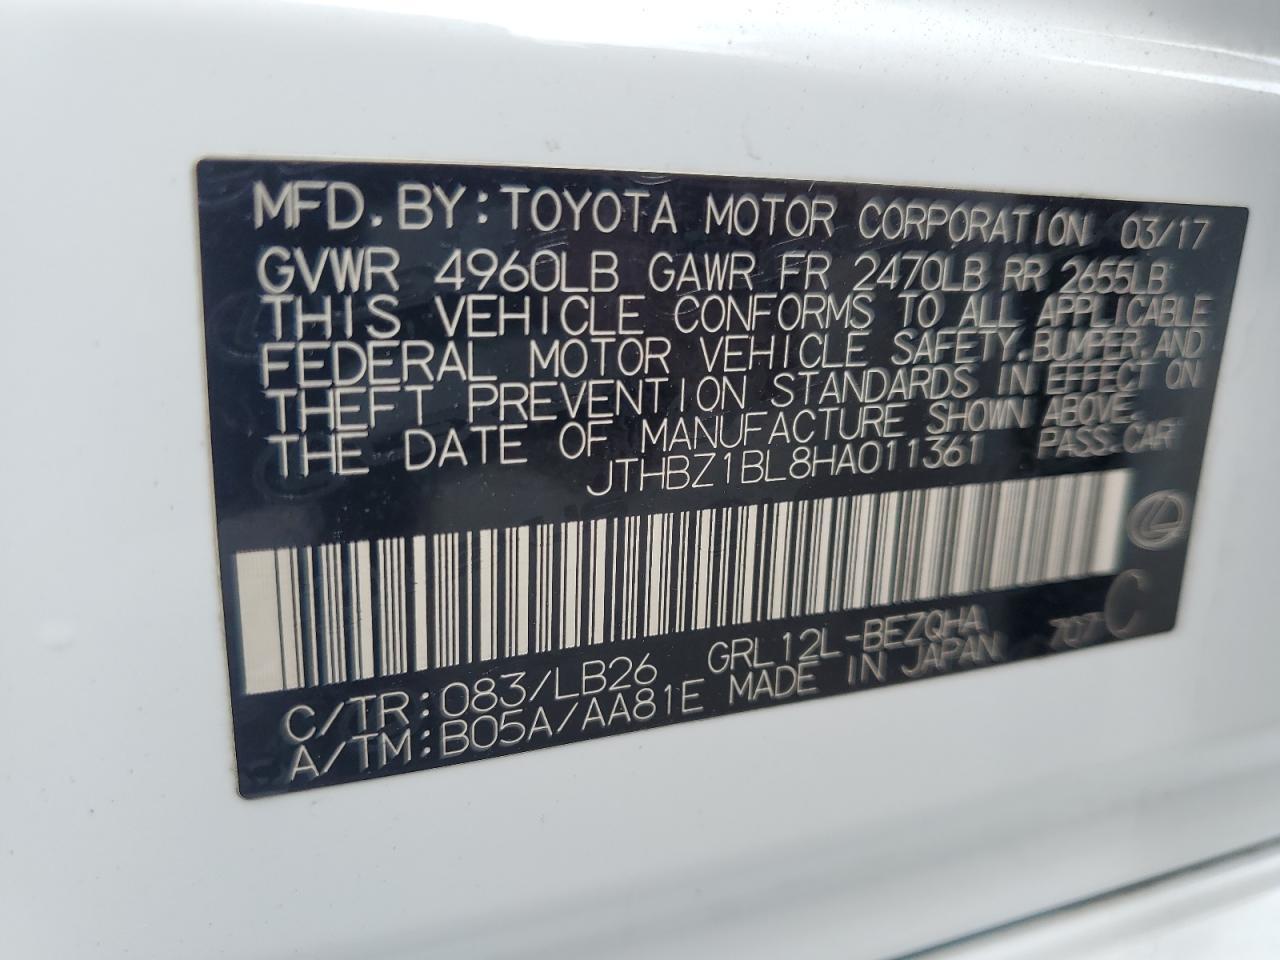 MFD. BY: TOYOTA MOTOR CORPORATION 03/17
GVWR 4960LB GAWR FR 2470LB RR 2655LB
THIS VEHICLE CONFORMS TO ALL APPLICABLE
FEDERAL MOTOR VEHICLE SAFETY, BUMPER, AND
THEFT PREVENTION STANDARDS IN EFFECT ON
THE DATE OF MANUFACTURE SHOWN ABOVE.
JTHBZ1BL8HA011361 PASS.CAR
C/TR:083/LB26 GRL12L-BEZQHA 707 C
A/TM:B05A/AA81E MADE IN JAPAN